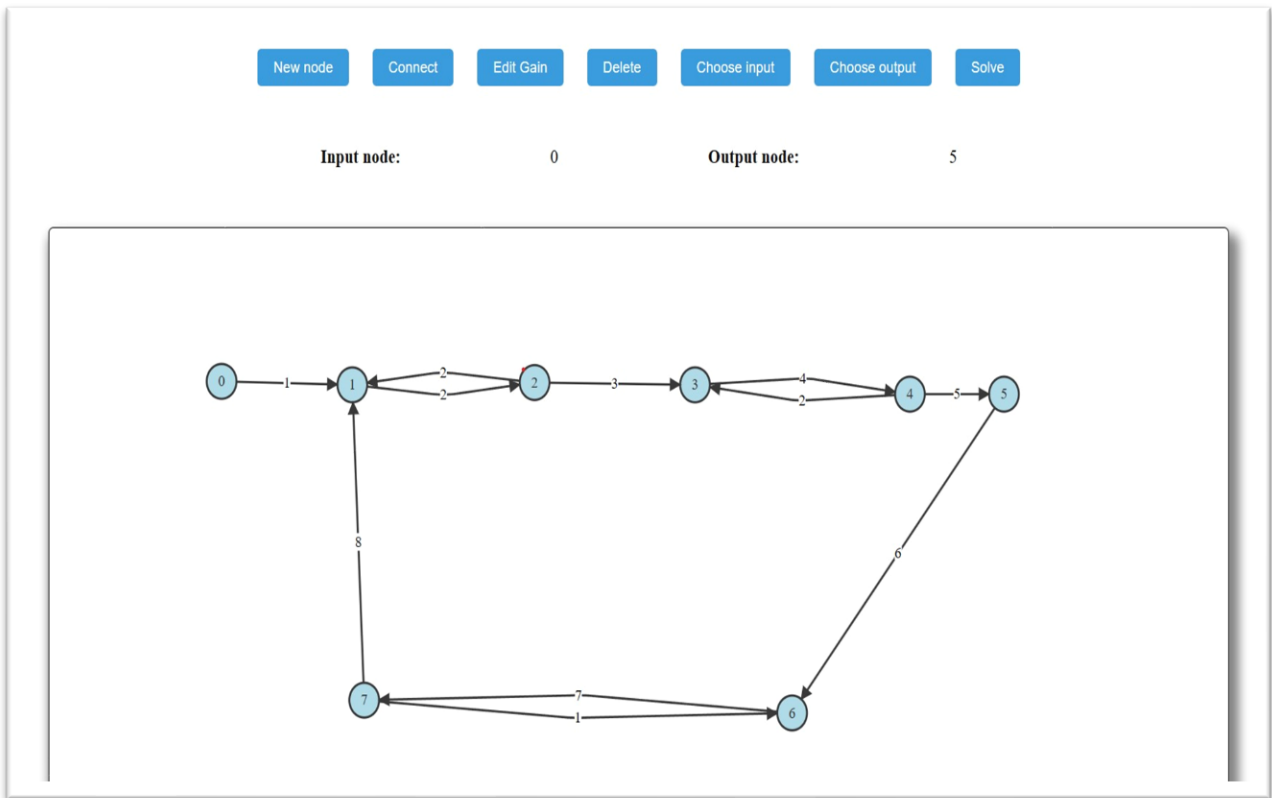 New node Connect Edit Gain Delete Choose input Choose output Solve
Input node: 0 Output node: 5
0 1 1 2 2 2 3 3 4 2 4 5 5
8
6
7 7 1 6